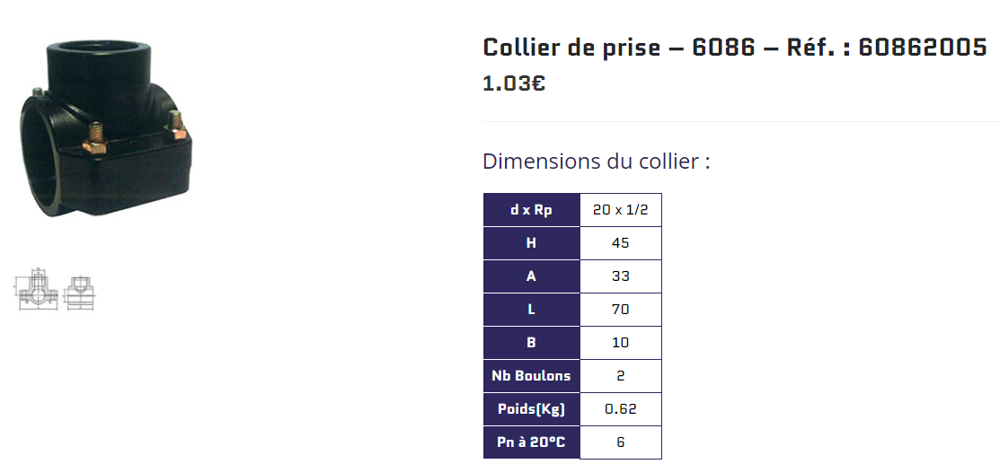 Collier de prise – 6086 – Réf. : 60862005
1.03€
Dimensions du collier :
d x Rp 20 x 1/2
H 45
A 33
L 70
B 10
Nb Boulons 2
Poids(Kg) 0.62
Pn à 20°C 6